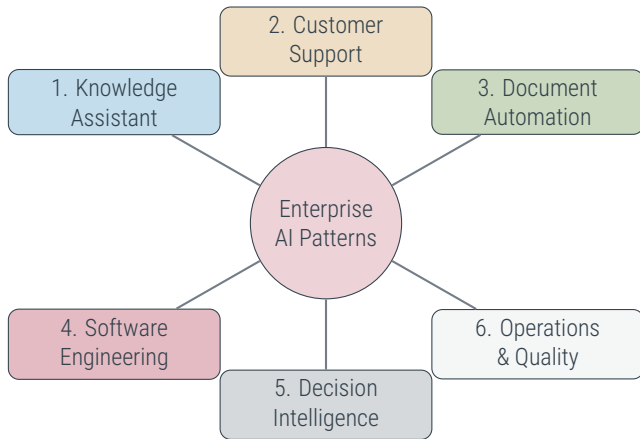 2. Customer
Support
1. Knowledge
Assistant
3. Document
Automation
Enterprise
AI Patterns
4. Software
Engineering
6. Operations
& Quality
5. Decision
Intelligence